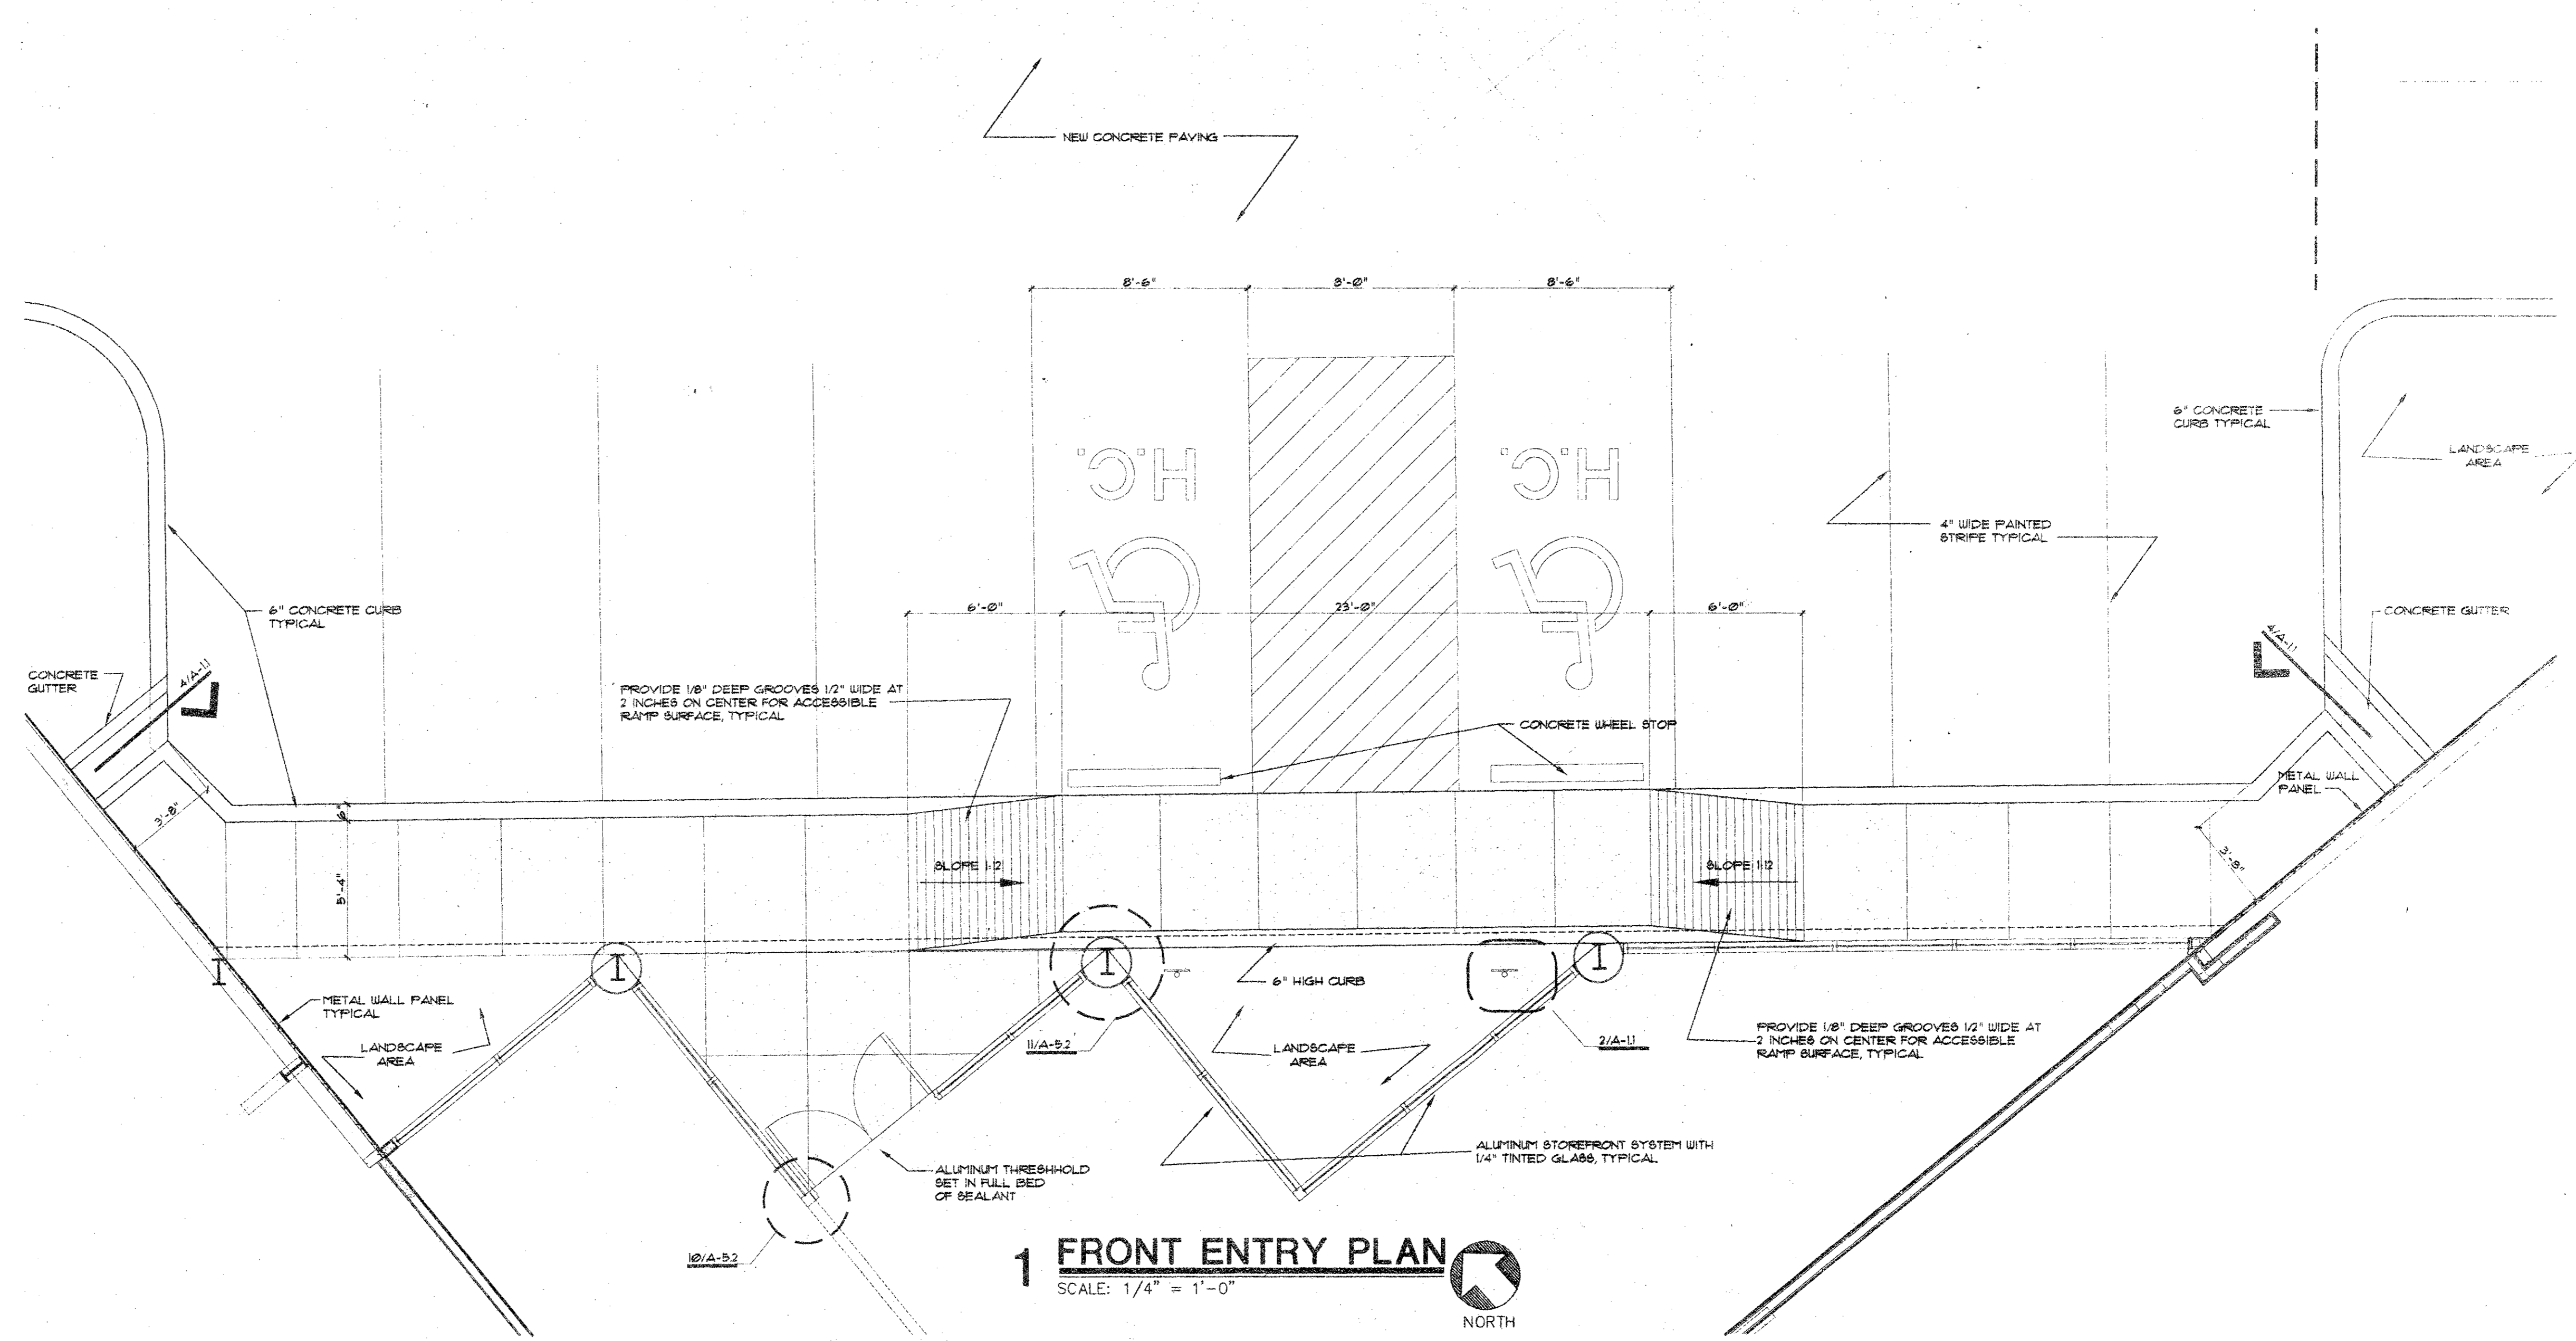 NEW CONCRETE PAVING
8'-6"
8'-0"
8'-6"
H.C.
H.C.
6" CONCRETE
CURB TYPICAL
LANDSCAPE
AREA
4" WIDE PAINTED
STRIPE TYPICAL
6'-0"
23'-0"
6'-0"
6" CONCRETE CURB
TYPICAL
CONCRETE GUTTER
4/A-1.1
4/A-1.1
CONCRETE
GUTTER
PROVIDE 1/8" DEEP GROOVES 1/2" WIDE AT
2 INCHES ON CENTER FOR ACCESSIBLE
RAMP SURFACE, TYPICAL
CONCRETE WHEEL STOP
METAL WALL
PANEL
3'-8"
6"
5'-4"
SLOPE 1:12
SLOPE 1:12
3'-8"
6" HIGH CURB
METAL WALL PANEL
TYPICAL
LANDSCAPE
AREA
11/A-5.2
LANDSCAPE
AREA
2/A-1.1
PROVIDE 1/8" DEEP GROOVES 1/2" WIDE AT
2 INCHES ON CENTER FOR ACCESSIBLE
RAMP SURFACE, TYPICAL
ALUMINUM STOREFRONT SYSTEM WITH
1/4" TINTED GLASS, TYPICAL
ALUMINUM THRESHHOLD
SET IN FULL BED
OF SEALANT
10/A-5.2
1 FRONT ENTRY PLAN
SCALE: 1/4" = 1'-0"
NORTH